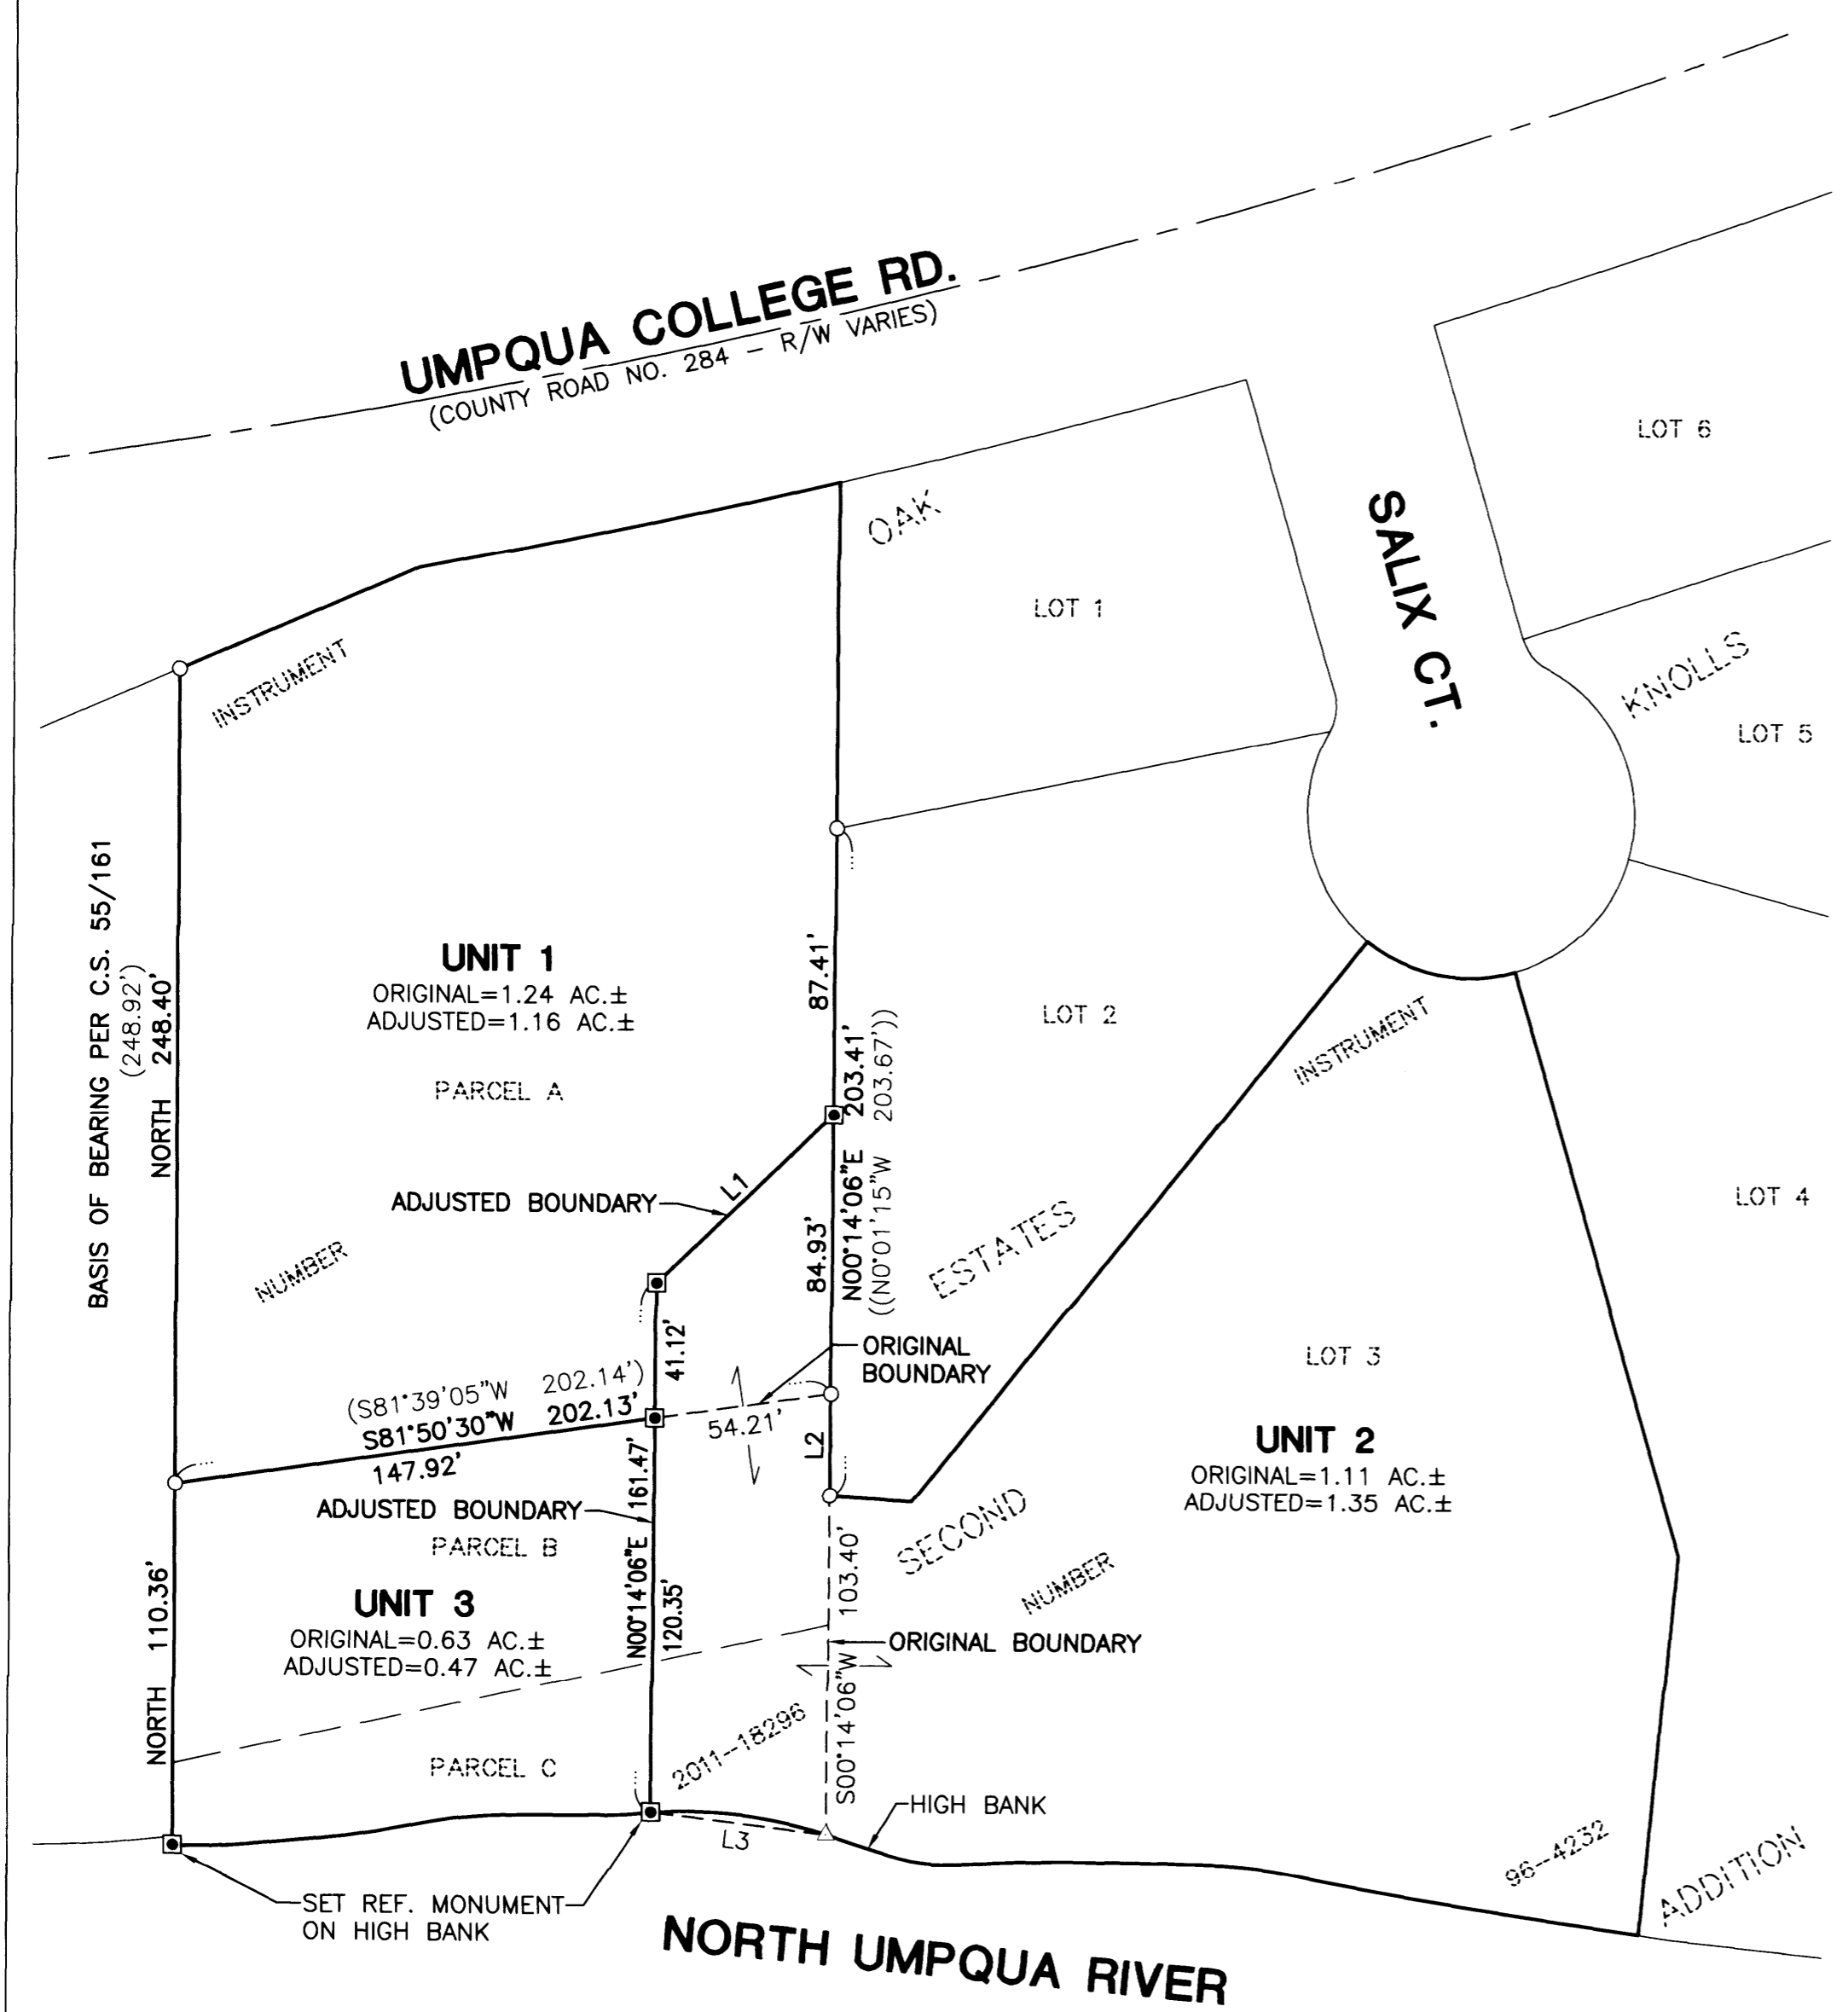 UMPQUA COLLEGE RD.
(COUNTY ROAD NO. 284 - R/W VARIES)
LOT 6
OAK
SALIX CT.
LOT 1
INSTRUMENT
KNOLLS
LOT 5
BASIS OF BEARING PER C.S. 55/161
(248.92')
NORTH 248.40'
UNIT 1
ORIGINAL=1.24 AC.±
ADJUSTED=1.16 AC.±
PARCEL A
87.41'
LOT 2
INSTRUMENT
N00°14'06"E 203.41'
((N0°01'15"W 203.67'))
ADJUSTED BOUNDARY
L1
84.93'
LOT 4
NUMBER
ESTATES
41.12'
ORIGINAL
BOUNDARY
LOT 3
(S81°39'05"W 202.14')
S81°50'30"W 202.13'
147.92'
54.21'
L2
UNIT 2
ORIGINAL=1.11 AC.±
ADJUSTED=1.35 AC.±
ADJUSTED BOUNDARY
PARCEL B
N00°14'06"E 161.47'
120.35'
SECOND
NUMBER
UNIT 3
ORIGINAL=0.63 AC.±
ADJUSTED=0.47 AC.±
NORTH 110.36'
S00°14'06"W 103.40'
ORIGINAL BOUNDARY
PARCEL C
2011-18296
HIGH BANK
L3
96-4232
ADDITION
SET REF. MONUMENT
ON HIGH BANK
NORTH UMPQUA RIVER